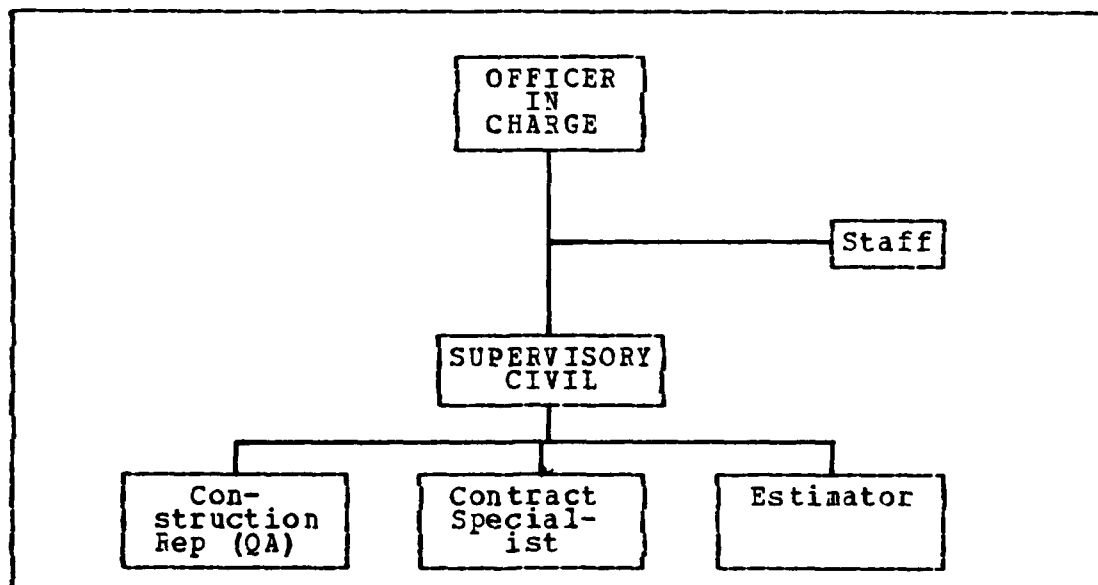 OFFICER
IN
CHARGE
Staff
SUPERVISORY
CIVIL
Con-
struction
Rep (QA)
Contract
Special-
ist
Estimator